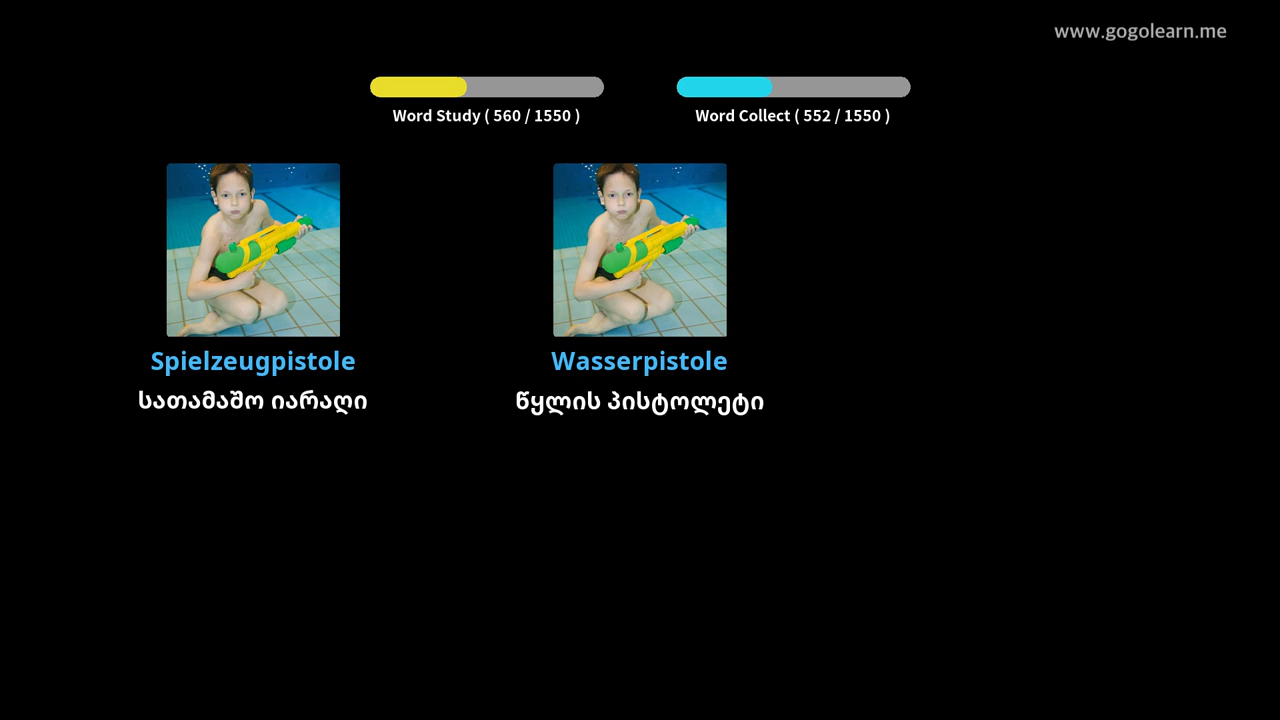 www.gogolearn.me
Word Study ( 560 / 1550 )
Word Collect ( 552 / 1550 )
Spielzeugpistole
Wasserpistole
სათამაშო იარაღი
წყლის პისტოლეტი